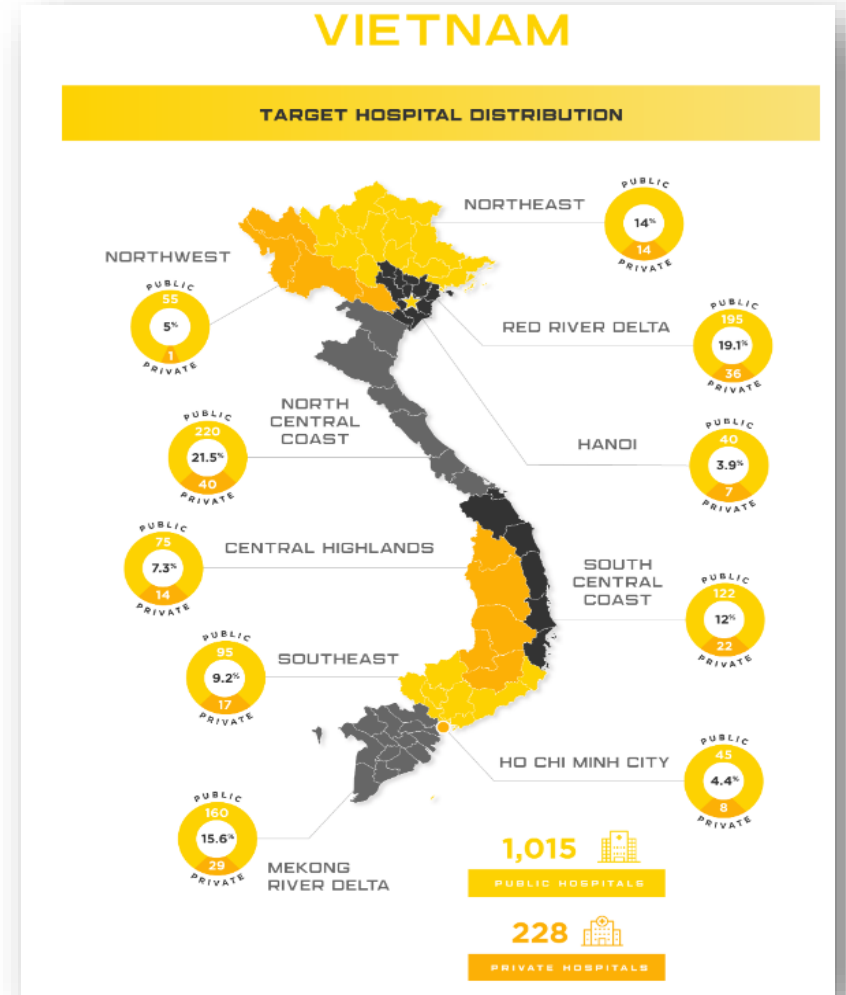 VIETNAM
TARGET HOSPITAL DISTRIBUTION
NORTHEAST
PUBLIC
14%
14
PRIVATE
NORTHWEST
PUBLIC
55
5%
1
PRIVATE
RED RIVER DELTA
PUBLIC
195
19.1%
36
PRIVATE
NORTH
CENTRAL
COAST
PUBLIC
220
21.5%
40
PRIVATE
HANOI
PUBLIC
40
3.9%
7
PRIVATE
CENTRAL HIGHLANDS
PUBLIC
75
7.3%
14
PRIVATE
SOUTH
CENTRAL
COAST
PUBLIC
122
12%
22
PRIVATE
SOUTHEAST
PUBLIC
95
9.2%
17
PRIVATE
HO CHI MINH CITY
PUBLIC
45
4.4%
8
PRIVATE
MEKONG
RIVER DELTA
PUBLIC
160
15.6%
29
PRIVATE
1,015
PUBLIC HOSPITALS
228
PRIVATE HOSPITALS